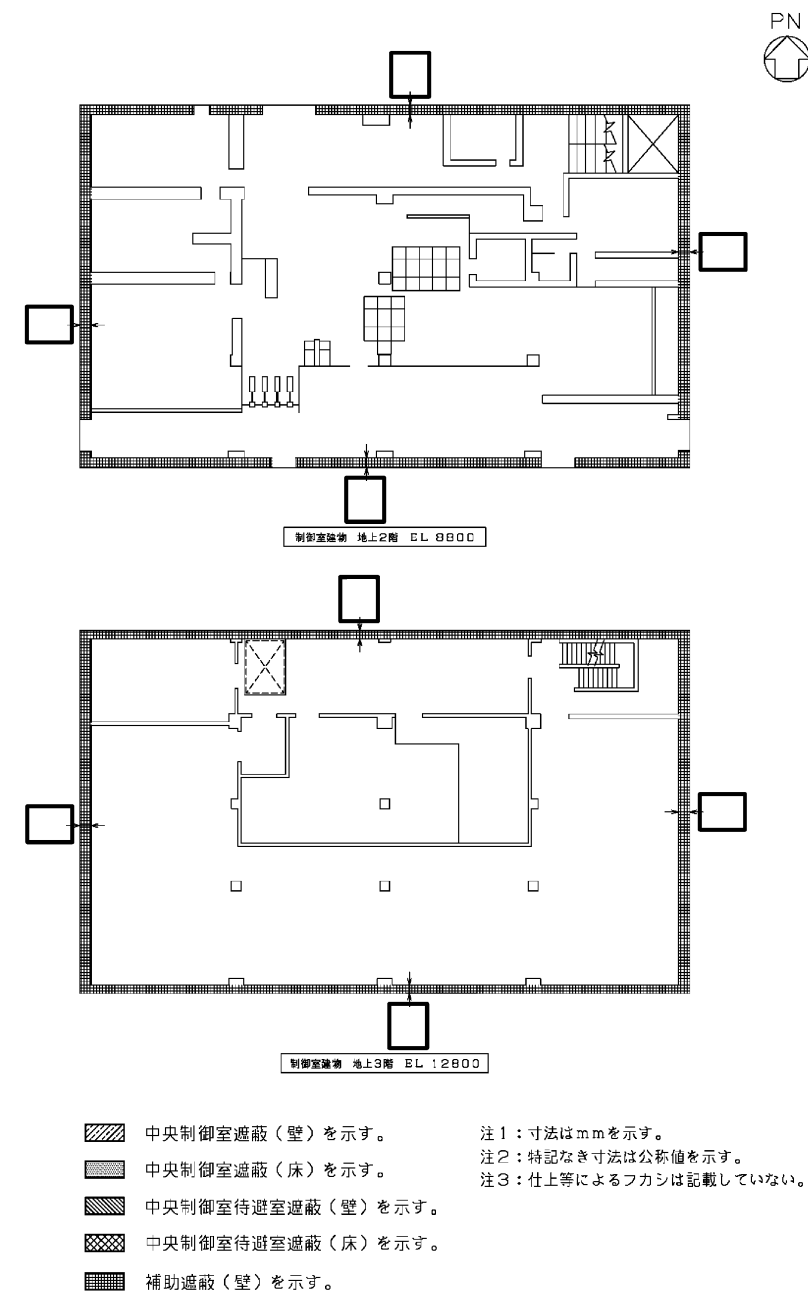 PN
制御室建物 地上2階 EL 8800
制御室建物 地上3階 EL 12800
中央制御室遮蔽(壁)を示す。
中央制御室遮蔽(床)を示す。
中央制御室待避室遮蔽(壁)を示す。
中央制御室待避室遮蔽(床)を示す。
補助遮蔽(壁)を示す。
注1:寸法はmmを示す。
注2:特記なき寸法は公称値を示す。
注3:仕上等によるフカシは記載していない。